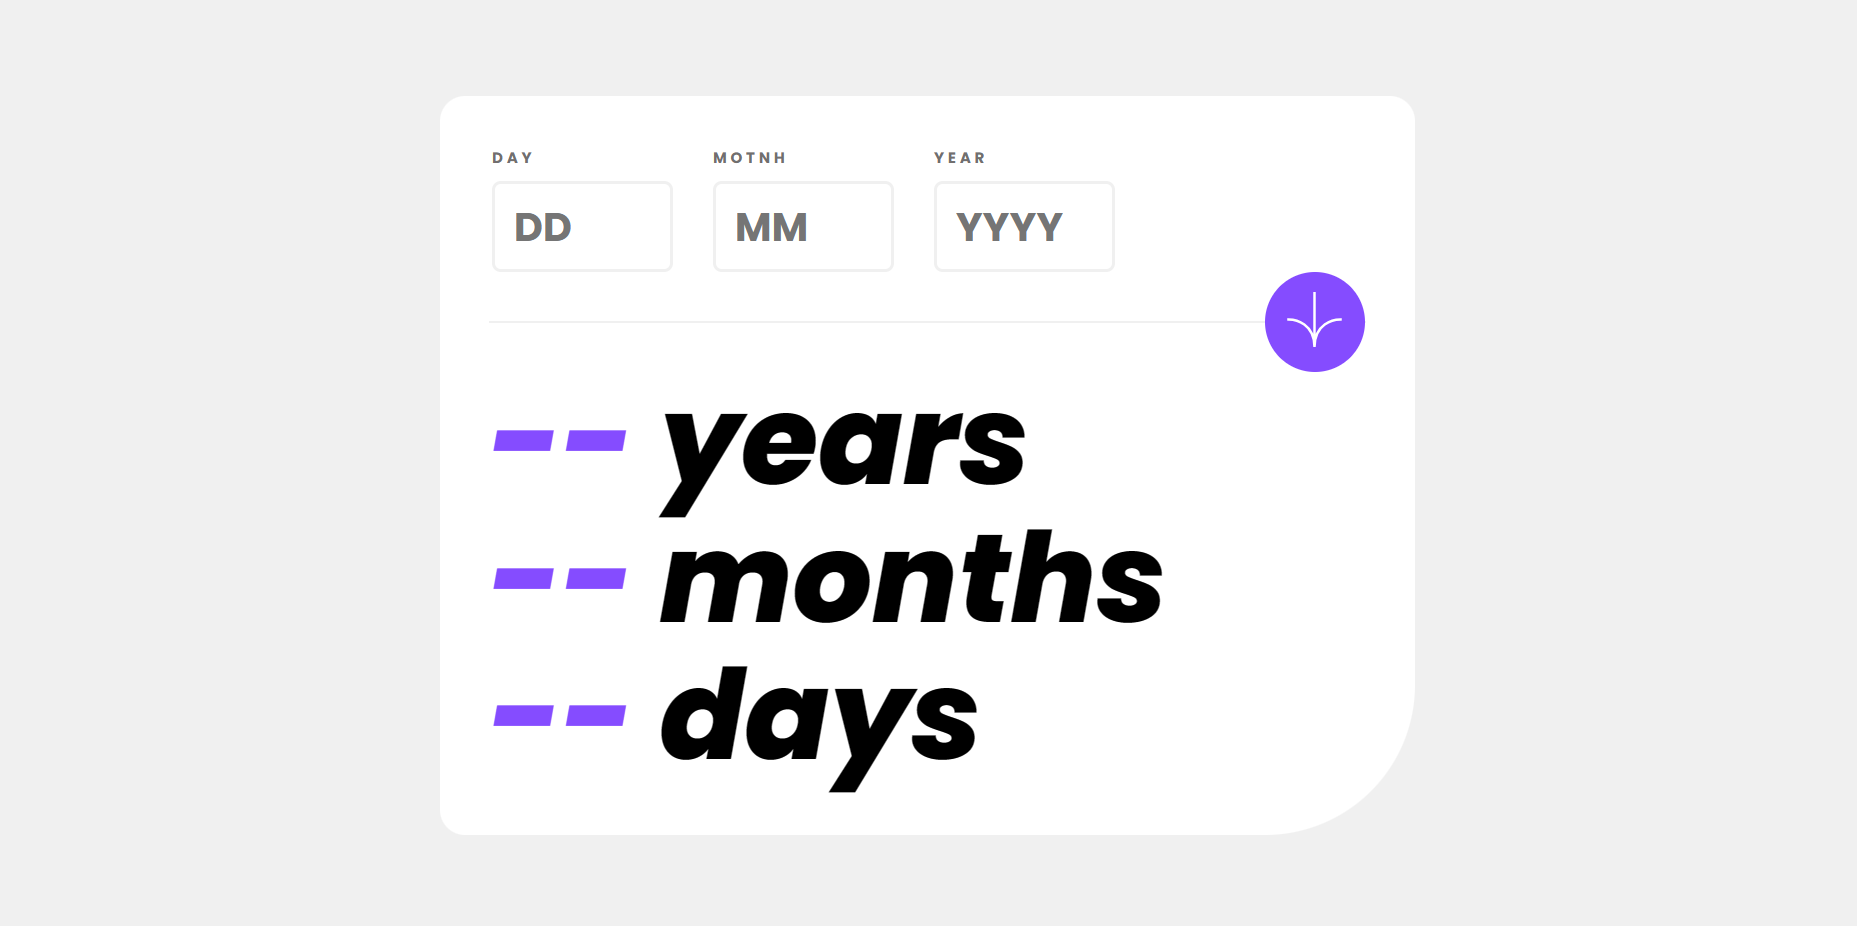 DAY MOTNH YEAR
DD MM YYYY
-- years
-- months
-- days